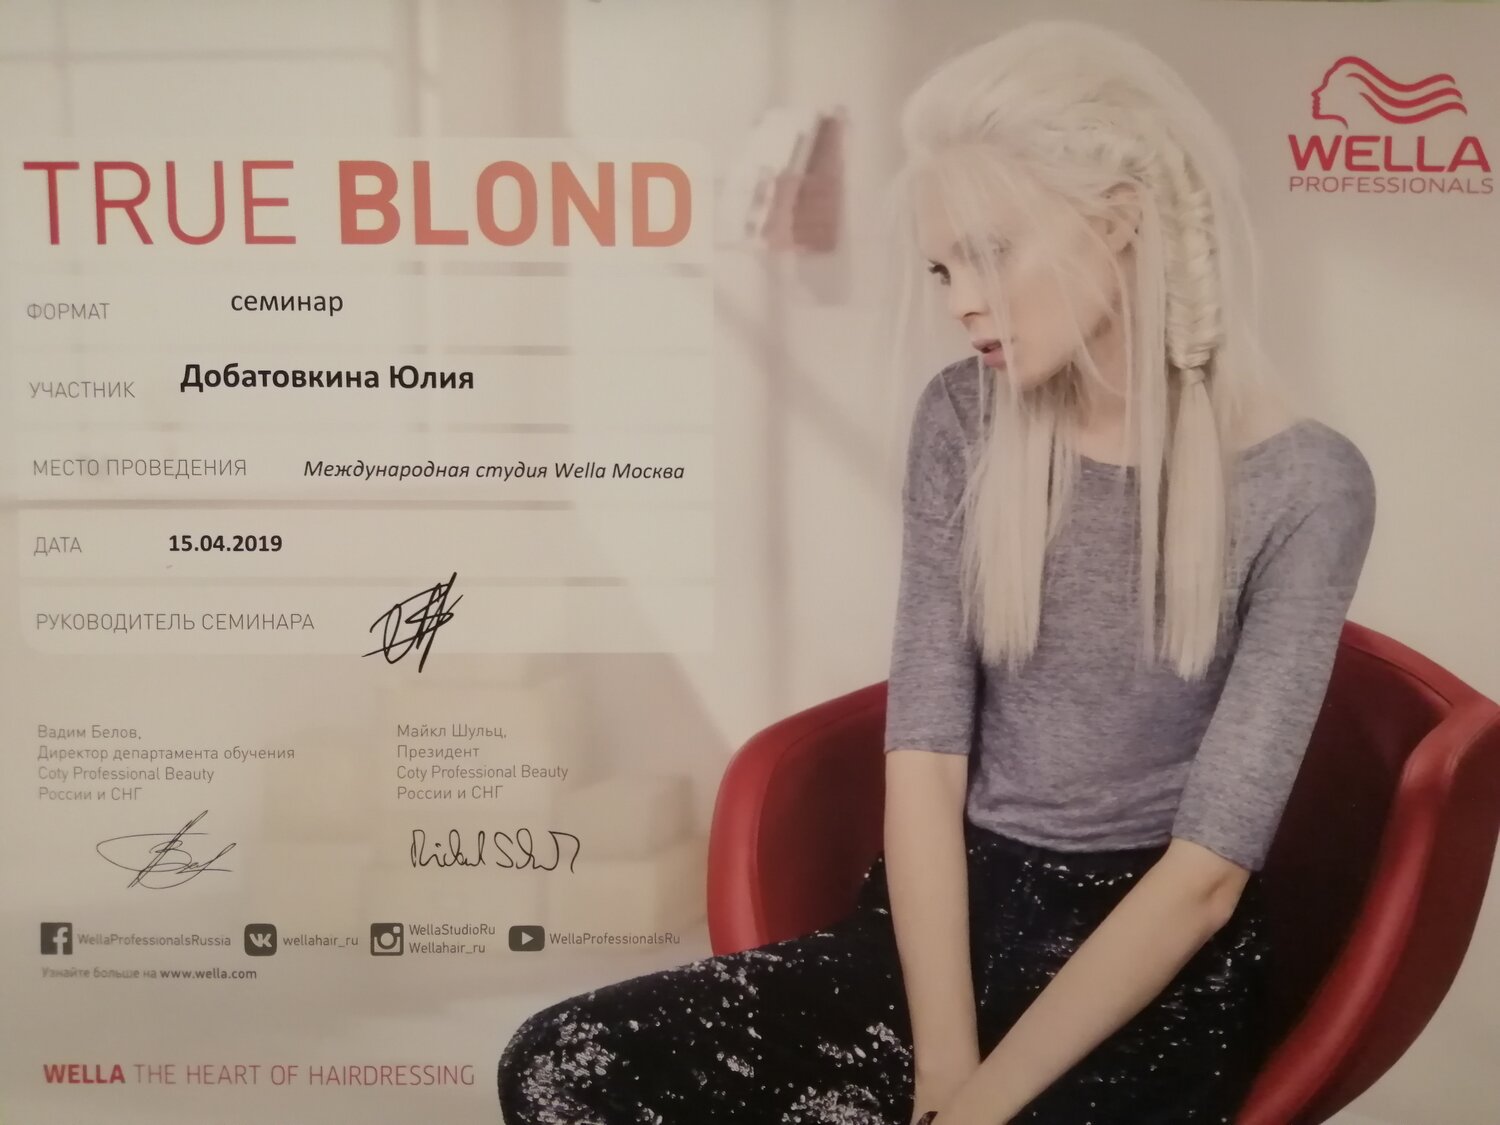 WELLA
PROFESSIONALS
TRUE BLOND
ФОРМАТ семинар
УЧАСТНИК Добатовкина Юлия
МЕСТО ПРОВЕДЕНИЯ Международная студия Wella Москва
ДАТА 15.04.2019
РУКОВОДИТЕЛЬ СЕМИНАРА
Вадим Белов,
Директор департамента обучения
Coty Professional Beauty
России и СНГ
Майкл Шульц,
Президент
Coty Professional Beauty
России и СНГ
WellaProfessionalsRussia
wellahair_ru
WellaStudioRu
Wellahair_ru
WellaProfessionalsRu
Узнайте больше на www.wella.com
WELLA THE HEART OF HAIRDRESSING